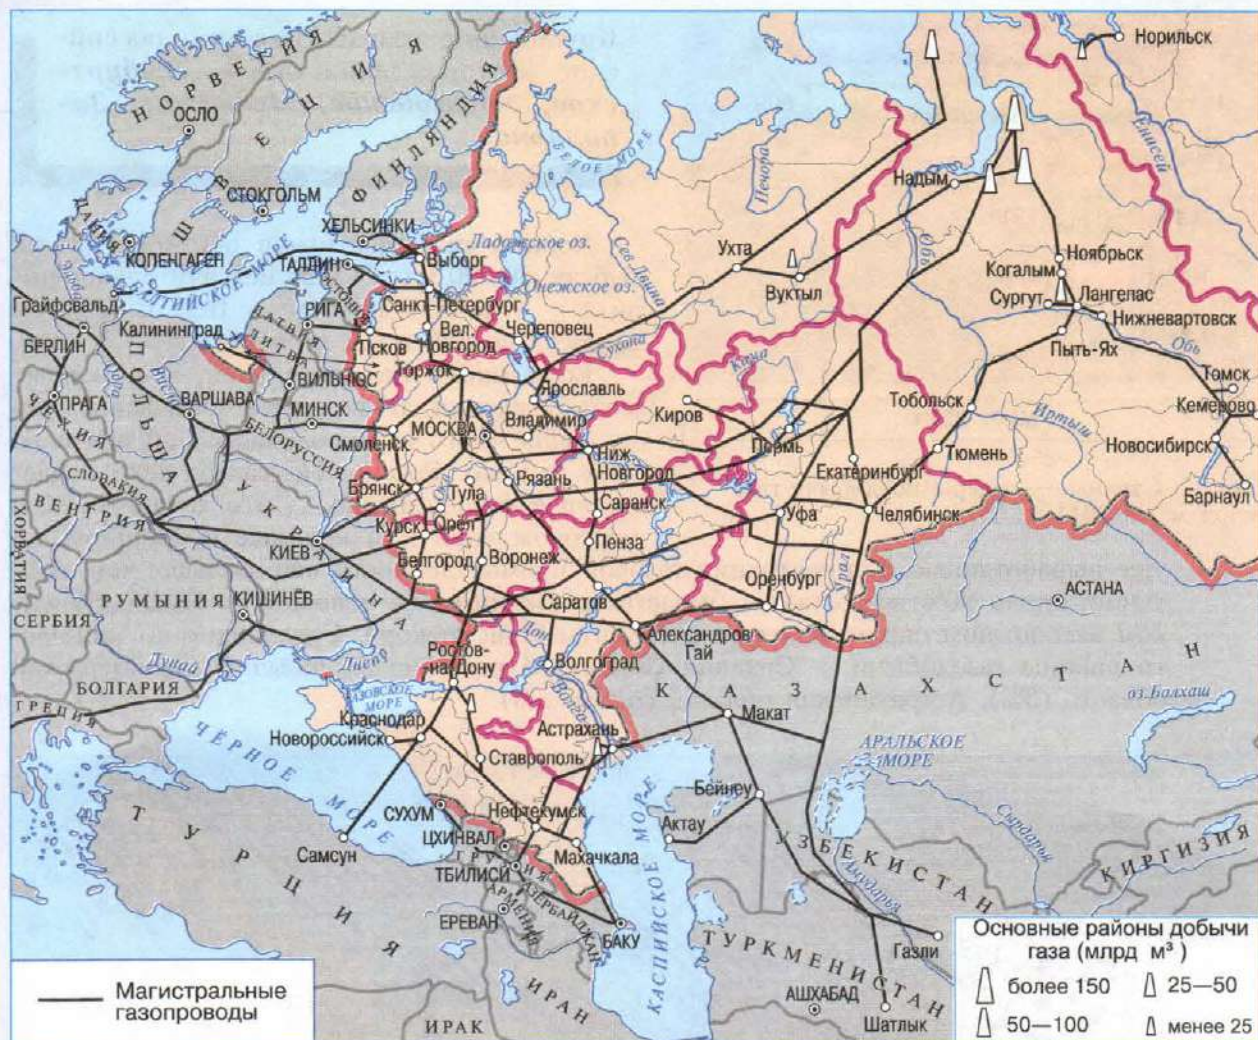 Норильск
НОРВЕГИЯ
ОСЛО
ШВЕЦИЯ
ФИНЛЯНДИЯ
БЕЛОЕ МОРЕ
Печора
Енисей
Надым
СТОКГОЛЬМ
ДАНИЯ
КОПЕНГАГЕН
ХЕЛЬСИНКИ
ТАЛЛИН
Ладожское оз.
Выборг
Сев Двина
Ухта
Вуктыл
Обь
Ноябрьск
Когалым
Сургут
Лангепас
Нижневартовск
Пыть-Ях
Обь
Эльба
БАЛТИЙСКОЕ МОРЕ
Грайфсвальд
ЭСТОНИЯ
Санкт-Петербург
Онежское оз.
Калининград
РИГА
ЛАТВИЯ
ЛИТВА
Псков
Вел.
Новгород
Череповец
Сухона
БЕРЛИН
Одра
ПОЛЬША
Висла
ВИЛЬНЮС
Торжок
Ярославль
Кама
Томск
Кемерово
ПРАГА
ЧЕХИЯ
ВАРШАВА
МИНСК
БЕЛОРУССИЯ
Смоленск
МОСКВА
Владимир
Киров
Пермь
Тобольск
Иртыш
Новосибирск
СЛОВАКИЯ
Ниж
Новгород
Екатеринбург
Тюмень
Барнаул
ВЕНГРИЯ
УКРАИНА
Брянск
Ока
Тула
Рязань
Саранск
ХОРВАТИЯ
КИЕВ
Курск
Орёл
Пенза
Уфа
Челябинск
Белгород
Воронеж
Урал
РУМЫНИЯ
КИШИНЁВ
Саратов
Оренбург
АСТАНА
СЕРБИЯ
Дунай
Днепр
Дон
Александров
Гай
Ростов-
на-Дону
Волгоград
БОЛГАРИЯ
АЗОВСКОЕ
МОРЕ
Волга
КАЗАХСТАН
оз.Балхаш
ГРЕЦИЯ
Краснодар
Новороссийск
Астрахань
Макат
ЧЁРНОЕ МОРЕ
Ставрополь
АРАЛЬСКОЕ
МОРЕ
Бейнеу
СУХУМ
Нефтекумск
Актау
Сырдарья
ТУРЦИЯ
Самсун
ЦХИНВАЛ
ГРУЗИЯ
ТБИЛИСИ
Махачкала
КАСПИЙСКОЕ МОРЕ
УЗБЕКИСТАН
КИРГИЗИЯ
Амударья
ЕРЕВАН
АРМЕНИЯ
АЗЕРБАЙДЖАН
БАКУ
ТУРКМЕНИСТАН
Газли
АШХАБАД
Шатлык
ИРАН
ИРАК
Магистральные
газопроводы
Основные районы добычи
газа (млрд м³)
более 150
25—50
50—100
менее 25